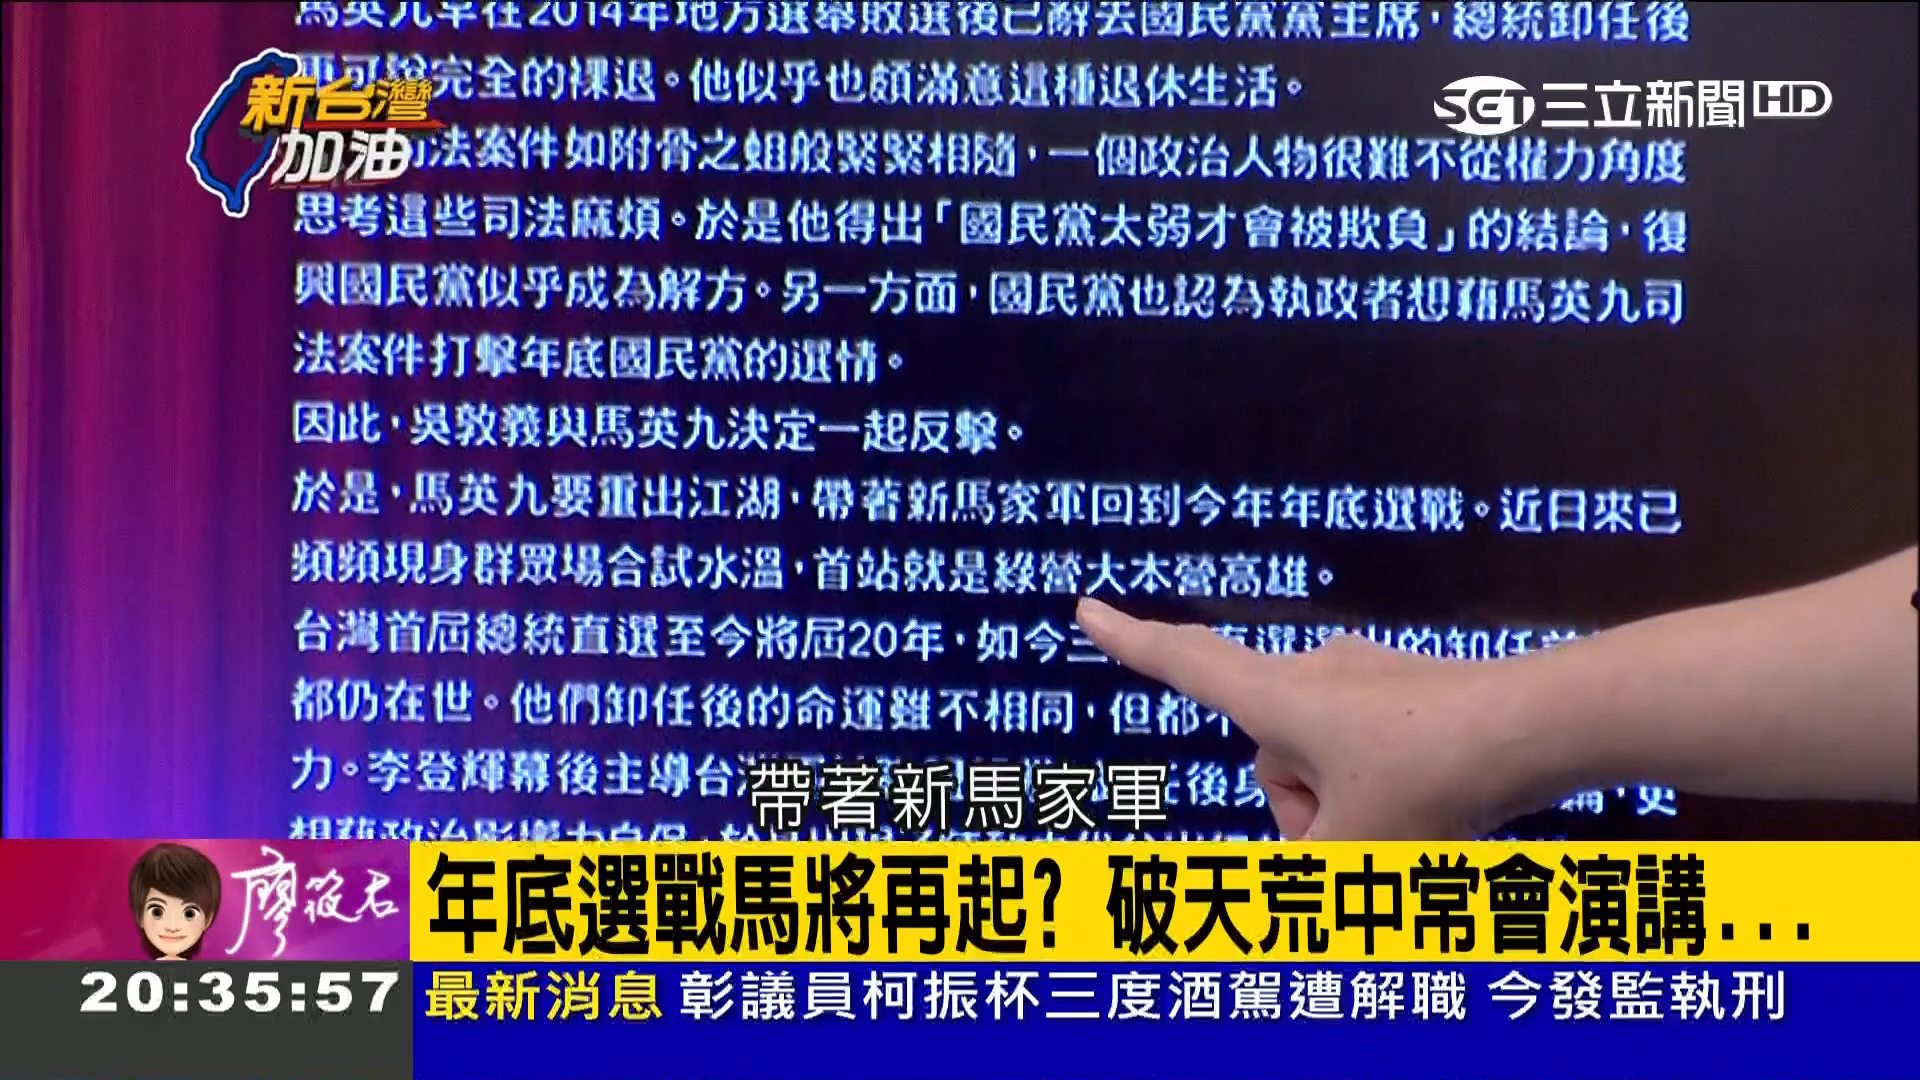 馬英九早在2014年地方選舉敗選後已辭去國民黨黨主席，總統卸任後
完全的裸退。他似乎也頗滿意這種退休生活。
新台灣
加油
SET三立新聞HD
法案件如附骨之蛆般緊緊相隨，一個政治人物很難不從權力角度
思考這些司法麻煩。於是他得出「國民黨太弱才會被欺負」的結論，復
興國民黨似乎成為解方。另一方面，國民黨也認為執政者想藉馬英九司
法案件打擊年底國民黨的選情。
因此，吳敦義與馬英九決定一起反擊。
於是，馬英九要重出江湖，帶著新馬家軍回到今年年底選戰。近日來已
頻頻現身群眾場合試水溫，首站就是綠營大本營高雄。
台灣首屆總統直選至今將屆20年，如今三 直選選出的卸任
都仍在世。他們卸任後的命運雖不相同，但都
力。李登輝幕後主導台 任後身
帶著新馬家軍
廖筱君
年底選戰馬將再起? 破天荒中常會演講...
20:35:57
最新消息 彰議員柯振杯三度酒駕遭解職 今發監執刑